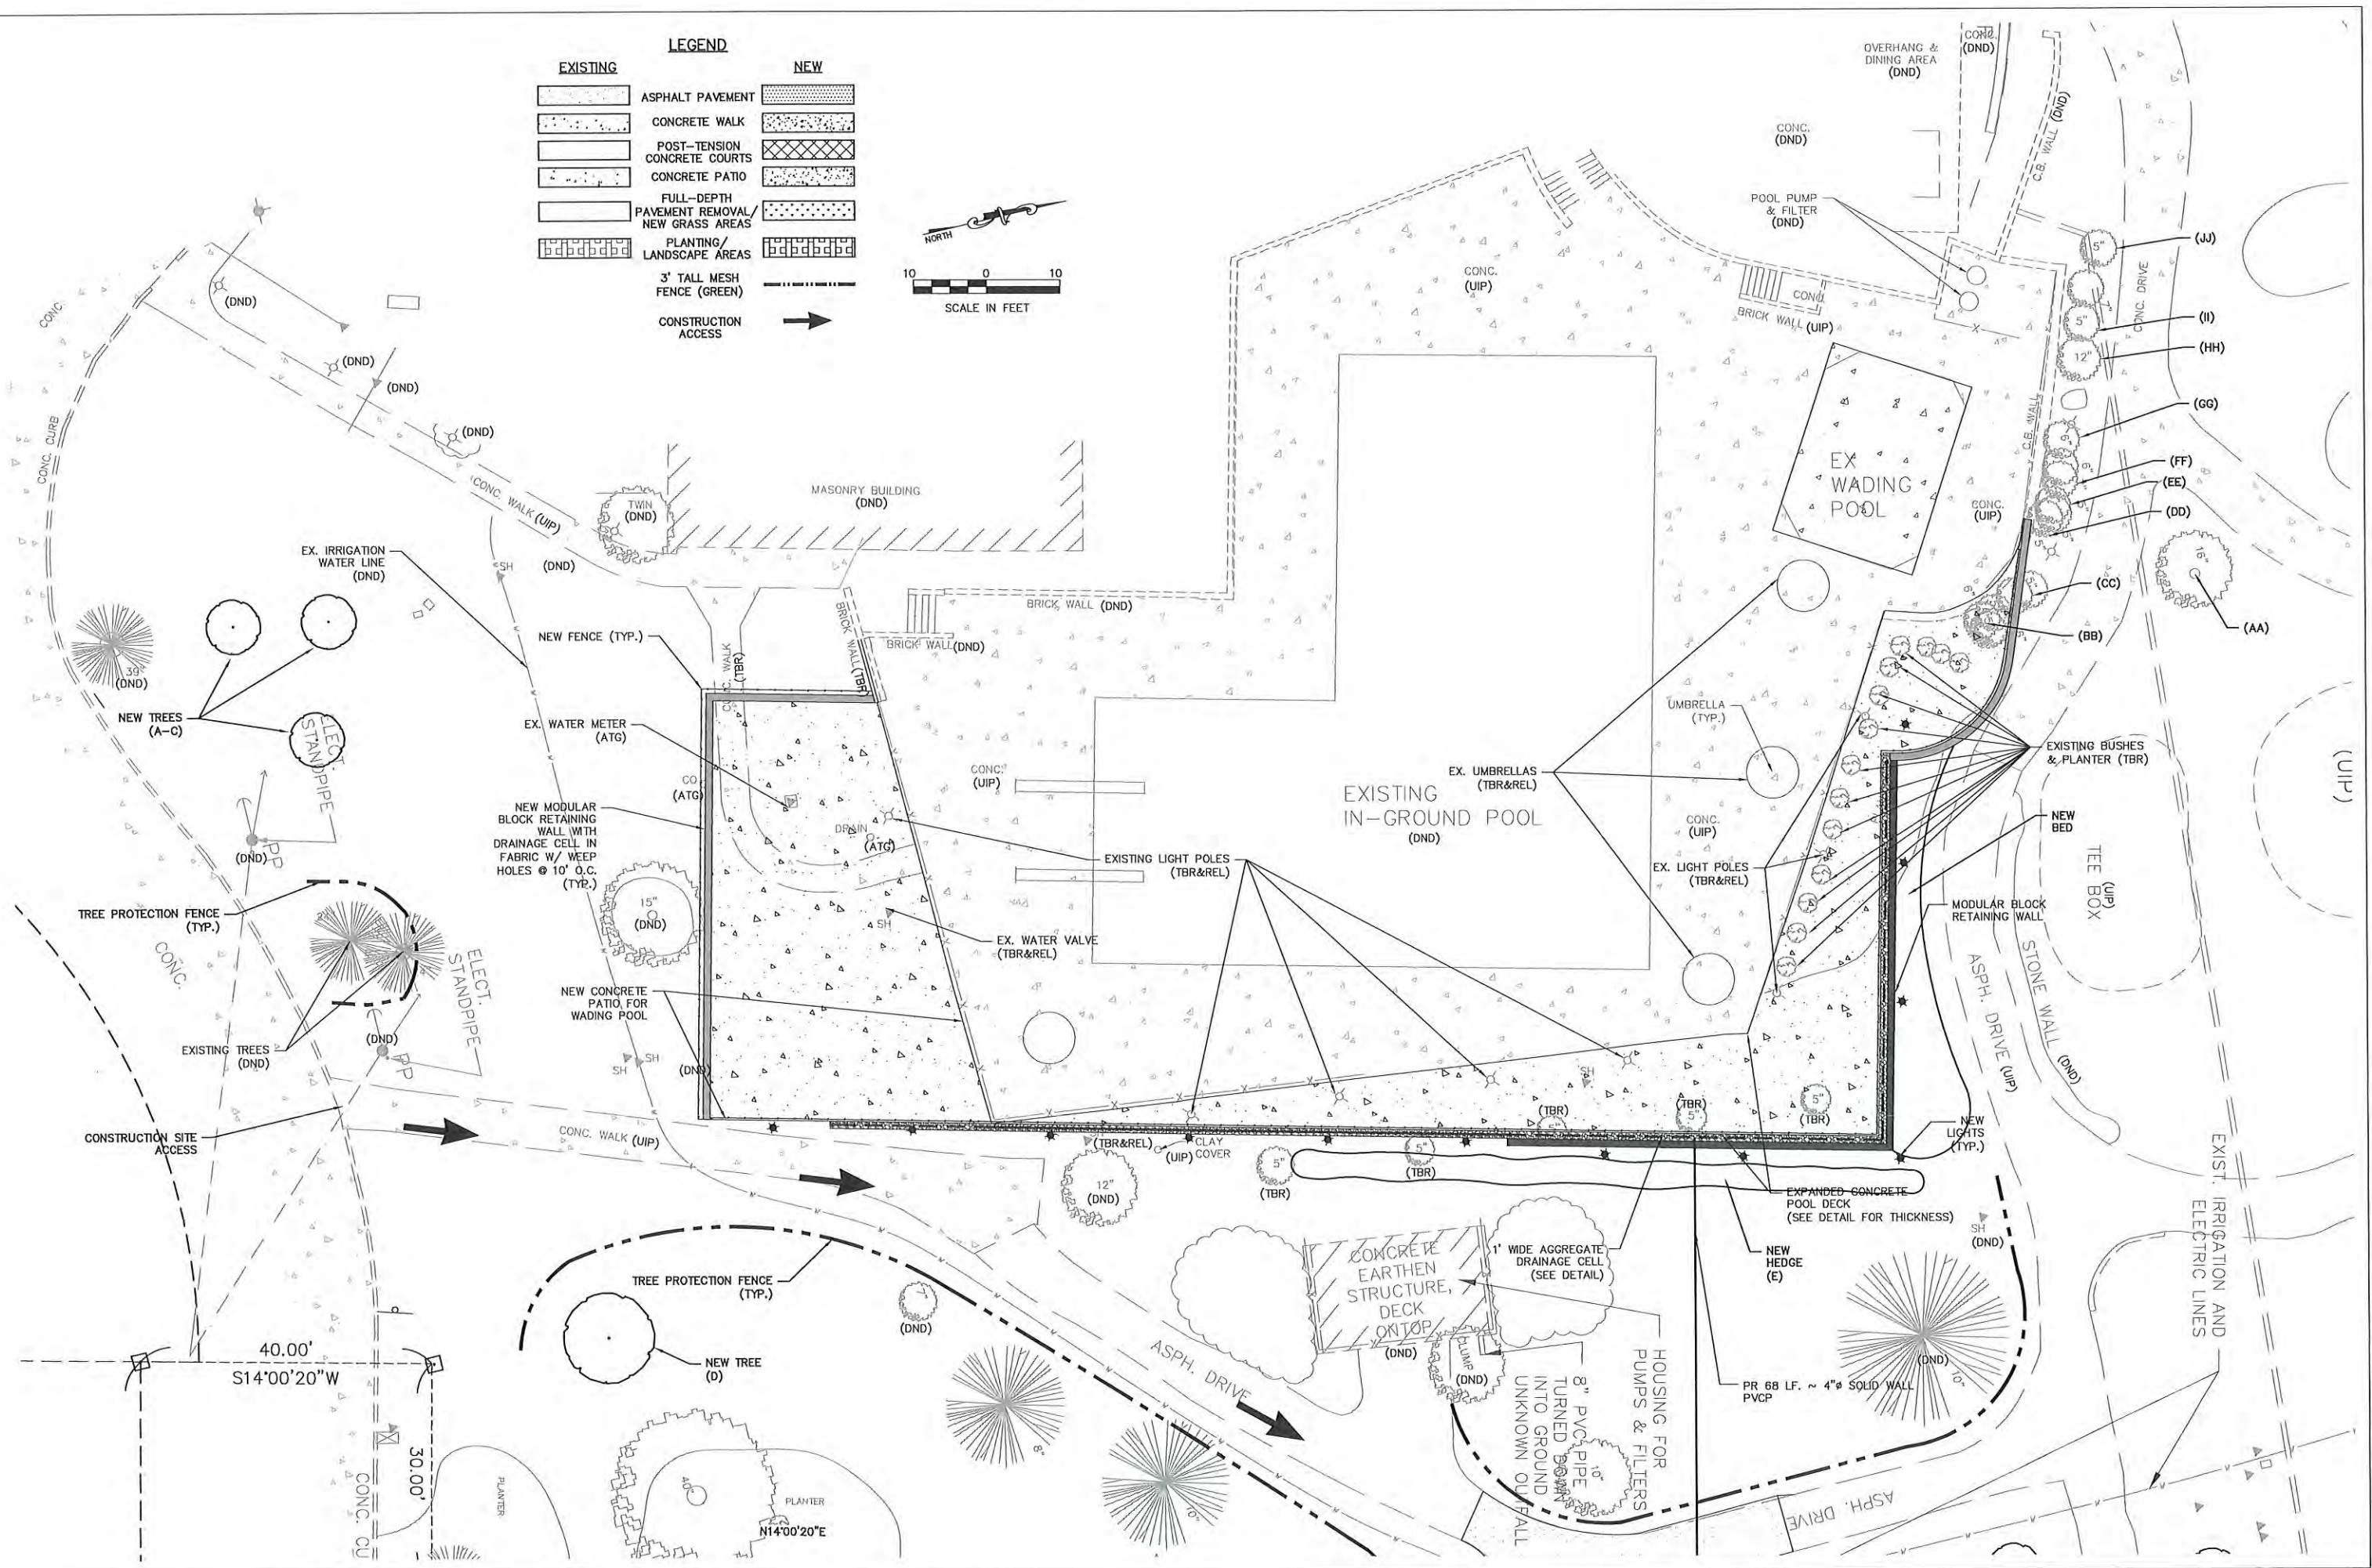 LEGEND
EXISTING
NEW
ASPHALT PAVEMENT
CONCRETE WALK
POST-TENSION
CONCRETE COURTS
CONCRETE PATIO
FULL-DEPTH
PAVEMENT REMOVAL/
NEW GRASS AREAS
PLANTING/
LANDSCAPE AREAS
3' TALL MESH
FENCE (GREEN)
CONSTRUCTION
ACCESS
NORTH
10 0 10
SCALE IN FEET
OVERHANG &
DINING AREA
(DND)
CONC.
(DND)
CONC.
(DND)
C.B. WALL (DND)
POOL PUMP
& FILTER
(DND)
CONC.
(UIP)
CONC.
BRICK WALL (UIP)
5"
(JJ)
7"
5"
(II)
12"
(HH)
CONC. DRIVE
C.B. WALL
6"
(GG)
6"
(FF)
5"
(EE)
5"
(DD)
(CC)
(BB)
16"
(AA)
EX
WADING
POOL
CONC.
(UIP)
CONC.
CONC. CURB
(DND)
(DND)
(DND)
(DND)
CONC. WALK (UIP)
TWIN
(DND)
MASONRY BUILDING
(DND)
EX. IRRIGATION
WATER LINE
(DND)
SH
(DND)
BRICK WALL (DND)
BRICK WALL (DND)
BRICK WALL (TBR)
CONC. WALK
(TBR)
NEW FENCE (TYP.)
39"
(DND)
NEW TREES
(A-C)
ELECT.
STANDPIPE
EX. WATER METER
(ATG)
CO
(ATG)
NEW MODULAR
BLOCK RETAINING
WALL WITH
DRAINAGE CELL IN
FABRIC W/ WEEP
HOLES @ 10' O.C.
(TYP.)
DRAIN
(ATG)
CONC.
(UIP)
EXISTING LIGHT POLES
(TBR&REL)
EXISTING
IN-GROUND POOL
(DND)
EX. UMBRELLAS
(TBR&REL)
UMBRELLA
(TYP.)
CONC.
(UIP)
EX. LIGHT POLES
(TBR&REL)
EXISTING BUSHES
& PLANTER (TBR)
NEW
BED
MODULAR BLOCK
RETAINING WALL
TEE BOX
(UIP)
(UIP)
STONE WALL (DND)
ASPH. DRIVE (UIP)
PP
(DND)
TREE PROTECTION FENCE
(TYP.)
CONC.
15"
(DND)
SH
EX. WATER VALVE
(TBR&REL)
ELECT.
STANDPIPE
NEW CONCRETE
PATIO FOR
WADING POOL
EXISTING TREES
(DND)
(DND)
PP
SH
SH
(DND)
SH
CONSTRUCTION SITE
ACCESS
CONC. WALK (UIP)
(TBR&REL)
(UIP)
CLAY
COVER
12"
(DND)
5"
(TBR)
5"
(TBR)
(TBR)
(TBR)
5"
5"
(TBR)
NEW
LIGHTS
(TYP.)
EXPANDED CONCRETE
POOL DECK
(SEE DETAIL FOR THICKNESS)
SH
(DND)
NEW
HEDGE
(E)
1' WIDE AGGREGATE
DRAINAGE CELL
(SEE DETAIL)
CONCRETE
EARTHEN
STRUCTURE,
DECK
ONTOP
(DND)
CLUMP
(DND)
TREE PROTECTION FENCE
(TYP.)
7"
(DND)
NEW TREE
(D)
ASPH. DRIVE
8"
10"
HOUSING FOR
PUMPS & FILTERS
8" PVC PIPE
TURNED DOWN
INTO GROUND
UNKNOWN OUTFALL
10"
PR 68 LF. ~ 4"ø SOLID WALL
PVCP
(DND)
10"
EXIST. IRRIGATION AND
ELECTRIC LINES
ASPH. DRIVE
40.00'
S14°00'20"W
30.00'
CONC. CU
PLANTER
40"
PLANTER
N14°00'20"E